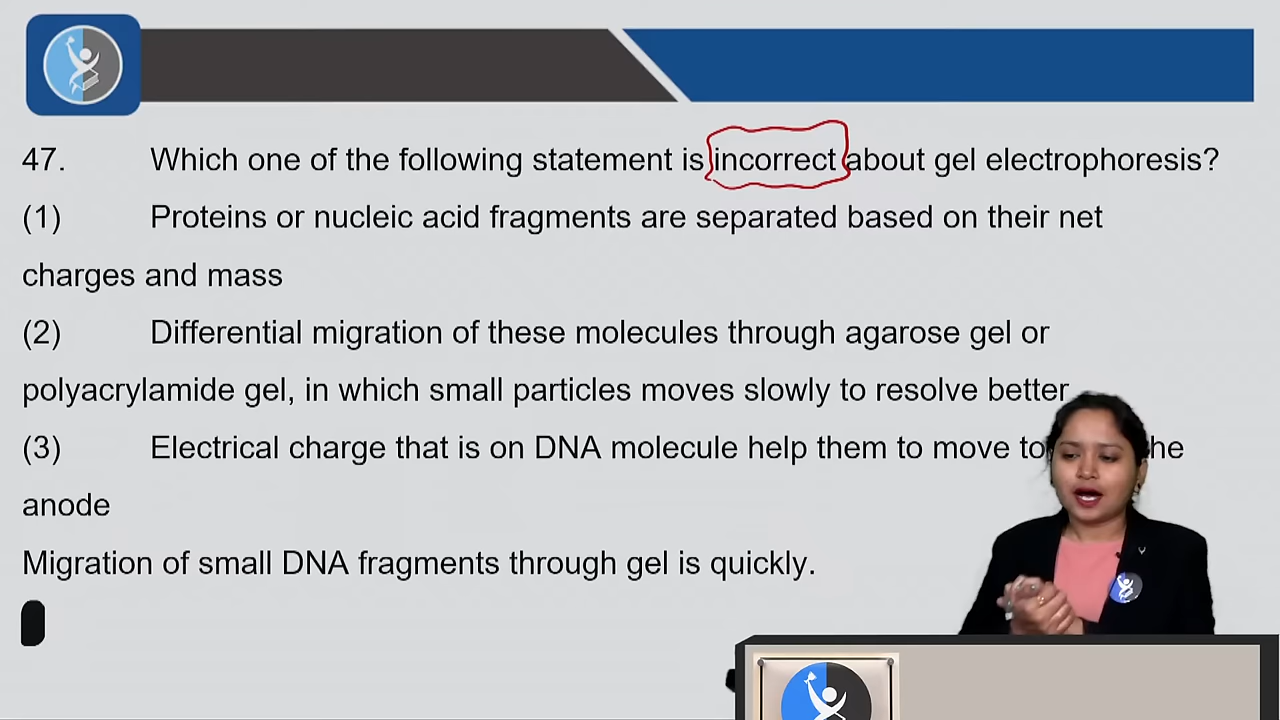 47. Which one of the following statement is incorrect about gel electrophoresis?
(1) Proteins or nucleic acid fragments are separated based on their net
charges and mass
(2) Differential migration of these molecules through agarose gel or
polyacrylamide gel, in which small particles moves slowly to resolve better
(3) Electrical charge that is on DNA molecule help them to move
anode
Migration of small DNA fragments through gel is quickly.